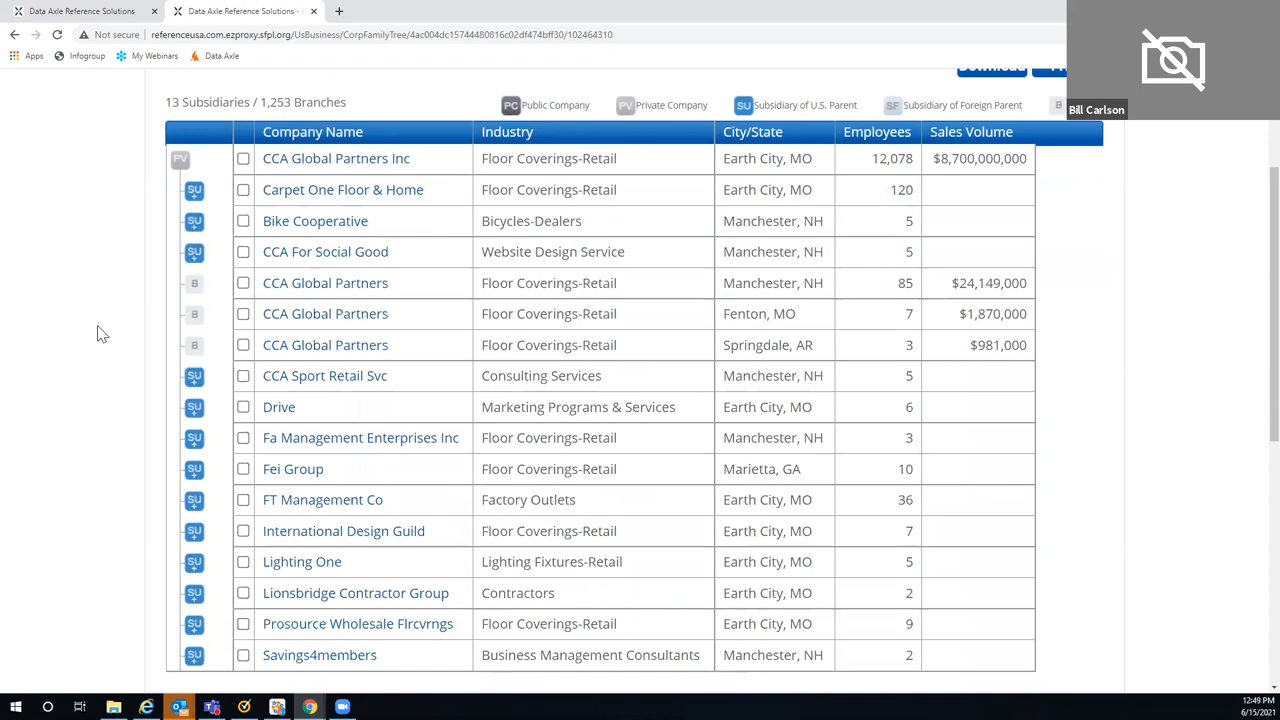 Data Axle Reference Solutions
Data Axle Reference Solutions -
Not secure | referenceusa.com.ezproxy.sfpl.org/UsBusiness/CorpFamilyTree/4ac004dc15744480816c02df474bff30/102464310
Apps Infogroup My Webinars Data Axle
Bill Carlson
Download
13 Subsidiaries / 1,253 Branches PC Public Company PV Private Company SU Subsidiary of U.S. Parent SF Subsidiary of Foreign Parent B
Company Name Industry City/State Employees Sales Volume
PV CCA Global Partners Inc Floor Coverings-Retail Earth City, MO 12,078 $8,700,000,000
SU + Carpet One Floor & Home Floor Coverings-Retail Earth City, MO 120
SU + Bike Cooperative Bicycles-Dealers Manchester, NH 5
SU + CCA For Social Good Website Design Service Manchester, NH 5
B CCA Global Partners Floor Coverings-Retail Manchester, NH 85 $24,149,000
B CCA Global Partners Floor Coverings-Retail Fenton, MO 7 $1,870,000
B CCA Global Partners Floor Coverings-Retail Springdale, AR 3 $981,000
SU + CCA Sport Retail Svc Consulting Services Manchester, NH 5
SU + Drive Marketing Programs & Services Earth City, MO 6
SU + Fa Management Enterprises Inc Floor Coverings-Retail Manchester, NH 3
SU + Fei Group Floor Coverings-Retail Marietta, GA 10
SU + FT Management Co Factory Outlets Earth City, MO 36
SU + International Design Guild Floor Coverings-Retail Earth City, MO 7
SU + Lighting One Lighting Fixtures-Retail Earth City, MO 5
SU + Lionsbridge Contractor Group Contractors Earth City, MO 2
SU + Prosource Wholesale Flrcvrngs Floor Coverings-Retail Earth City, MO 9
SU + Savings4members Business Management Consultants Manchester, NH 2
12:49 PM
6/15/2021